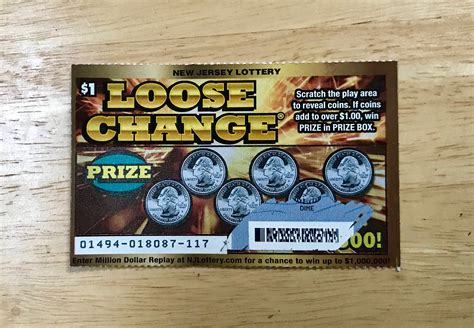 NEW JERSEY LOTTERY
$1
LOOSE
CHANGE®
Scratch the play area
to reveal coins. If coins
add to over $1.00, win
PRIZE in PRIZE BOX.
PRIZE
DIME
01494-018087-117
00!
Enter Million Dollar Replay at NJLottery.com for a chance to win up to $1,000,000!